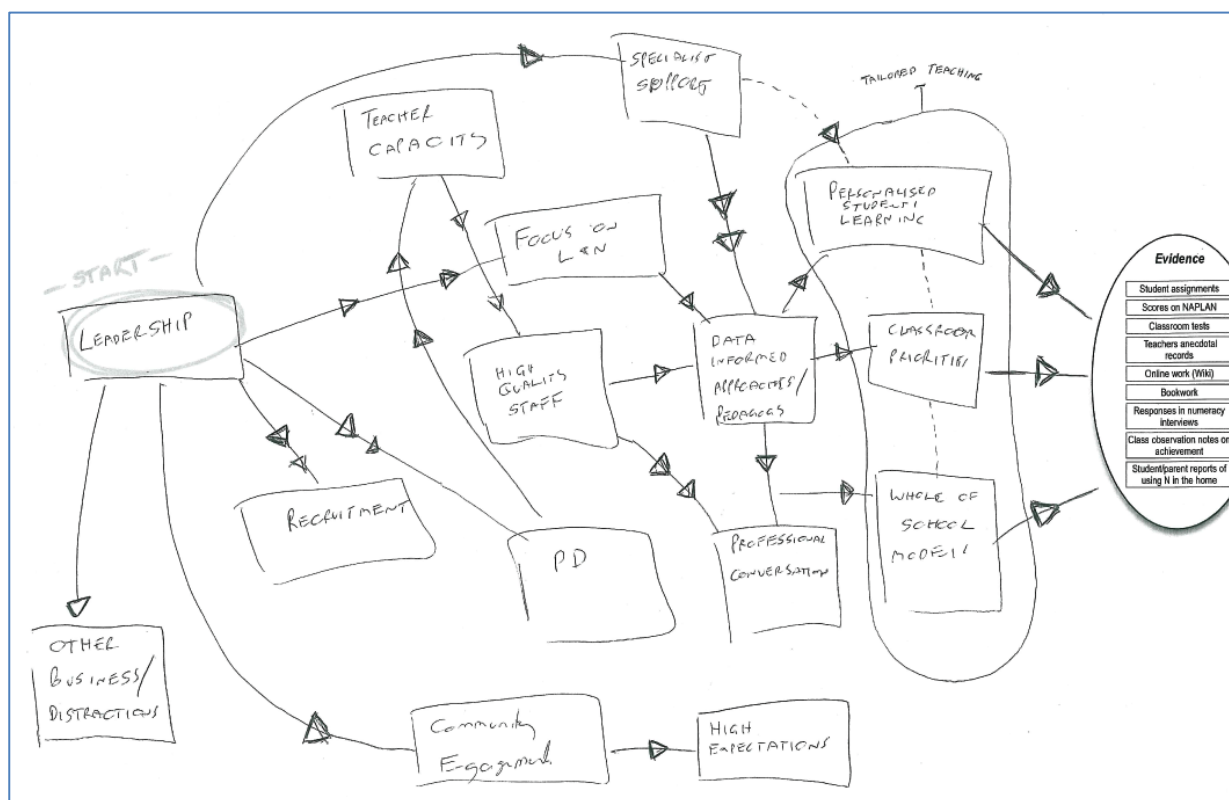 SPECIALIST
SUPPORT
TAILORED TEACHING
TEACHER
CAPACITY
PERSONALISED
STUDENT
LEARNING
FOCUS ON
L&N
- START -
LEADERSHIP
HIGH
QUALITY
STAFF
DATA
INFORMED
APPROACHES/
PEDAGOGY
CLASSROOM
PRIORITIES
RECRUITMENT
PD
PROFESSIONAL
CONVERSATION
WHOLE OF
SCHOOL
MODEL
OTHER
BUSINESS/
DISTRACTIONS
Community
Engagement
HIGH
EXPECTATIONS
Evidence
Student assignments
Scores on NAPLAN
Classroom tests
Teachers anecdotal
records
Online work (Wiki)
Bookwork
Responses in numeracy
interviews
Class observation notes on
achievement
Student/parent reports of
using N in the home